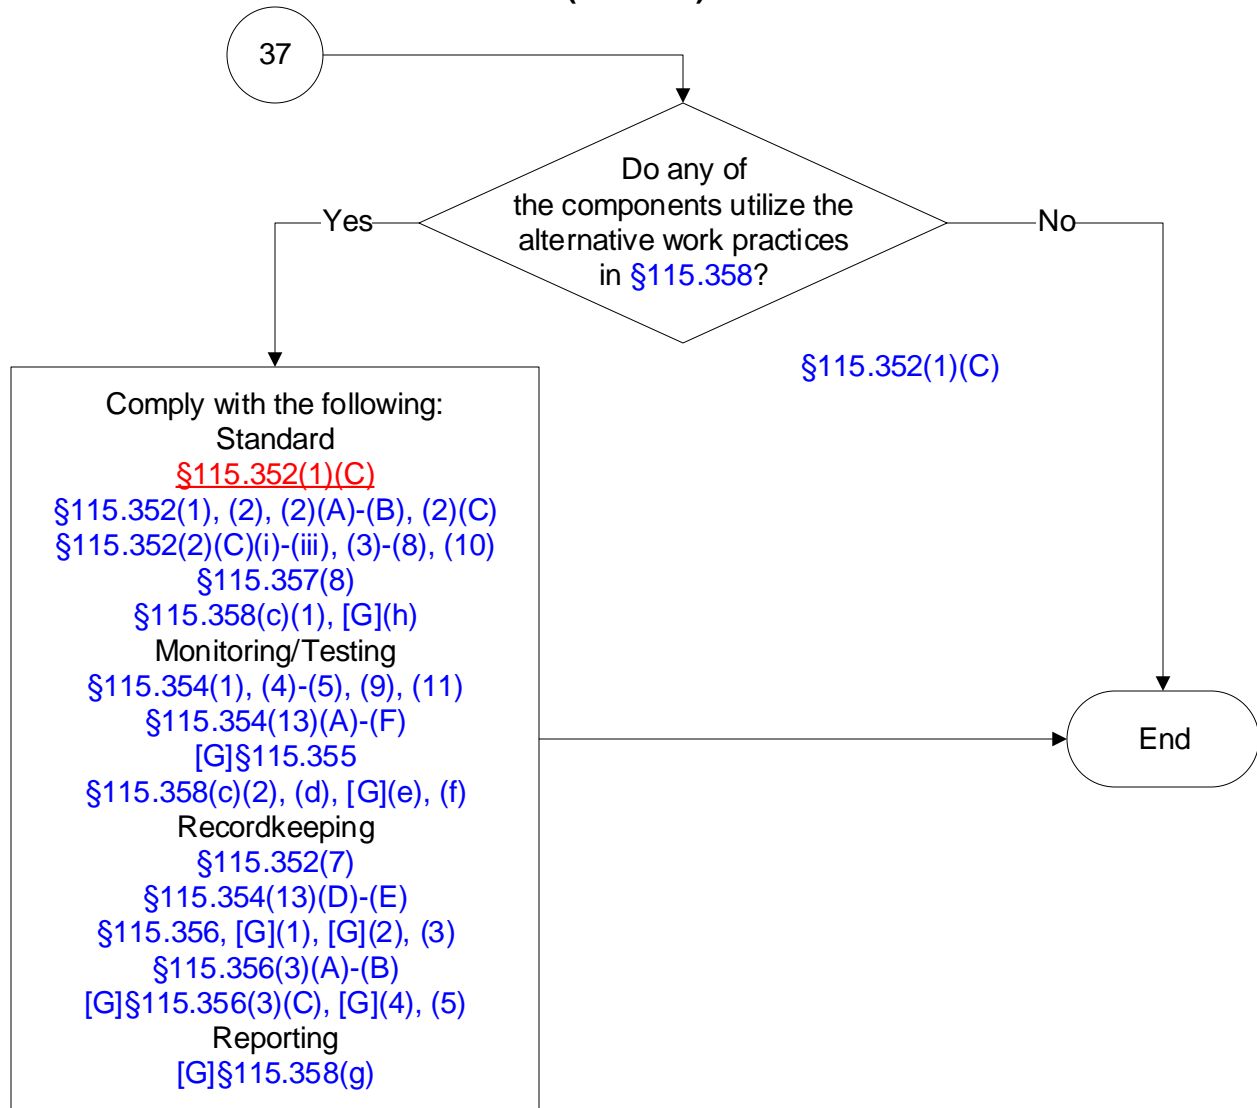 37
Do any of
the components utilize the
alternative work practices
in §115.358?
Yes
No
§115.352(1)(C)
Comply with the following:
Standard
§115.352(1)(C)
§115.352(1), (2), (2)(A)-(B), (2)(C)
§115.352(2)(C)(i)-(iii), (3)-(8), (10)
§115.357(8)
§115.358(c)(1), [G](h)
Monitoring/Testing
§115.354(1), (4)-(5), (9), (11)
§115.354(13)(A)-(F)
[G]§115.355
§115.358(c)(2), (d), [G](e), (f)
Recordkeeping
§115.352(7)
§115.354(13)(D)-(E)
§115.356, [G](1), [G](2), (3)
§115.356(3)(A)-(B)
[G]§115.356(3)(C), [G](4), (5)
Reporting
[G]§115.358(g)
End